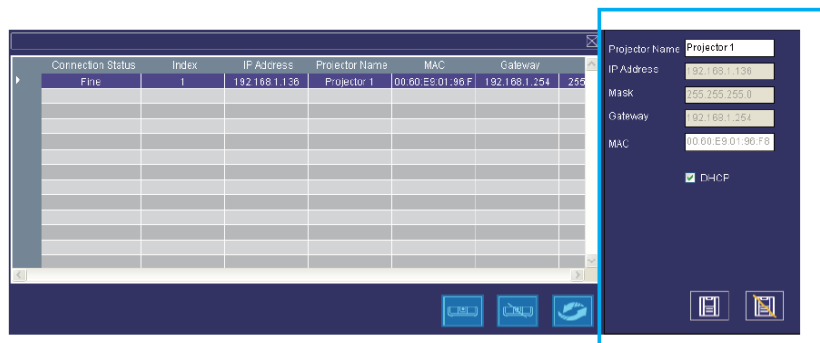 Connection Status Index IP Address Projector Name MAC Gateway
Fine 1 192.168.1.136 Projector 1 00:60:E9:01:96:F 192.168.1.254 255
Projector Name Projector 1
IP Address 192.168.1.136
Mask 255.255.255.0
Gateway 192.168.1.254
MAC 00:60:E9:01:96:F8
DHCP